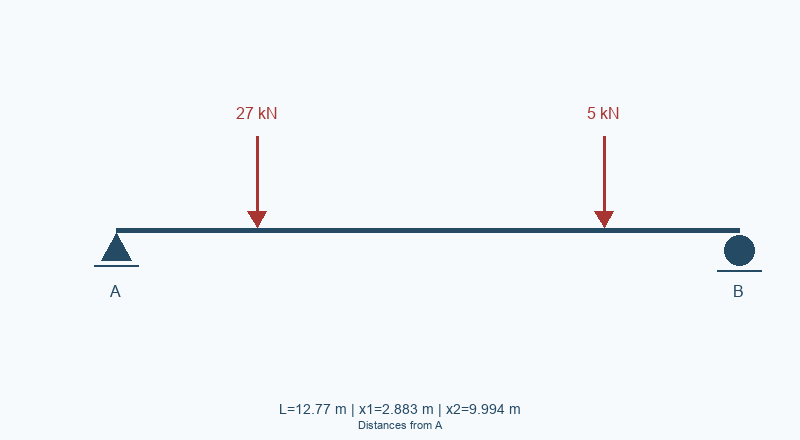 27 kN 5 kN
A B
L=12.77 m | x1=2.883 m | x2=9.994 m
Distances from A